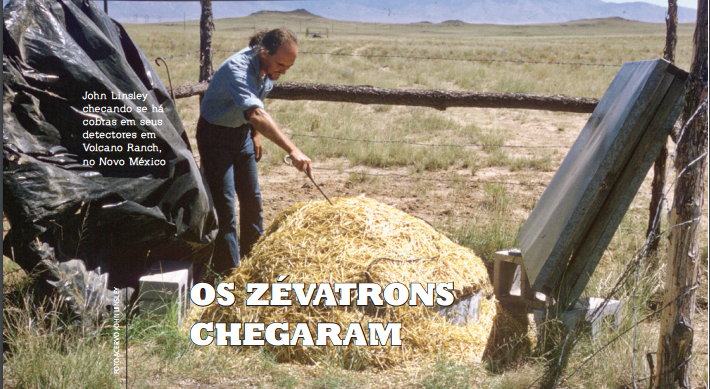 John Linsley
checando se há
cobras em seus
detectores em
Volcano Ranch,
no Novo México
OS ZÉVATRONS
CHEGARAM
FOTO ACERVO JOHN LINSLEY